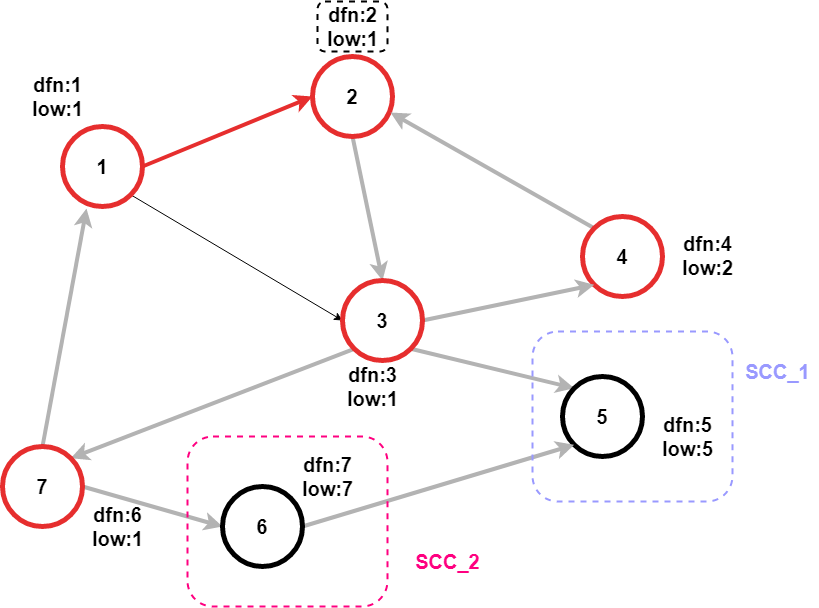 dfn:2
low:1
dfn:1
low:1
2
1
4
dfn:4
low:2
3
dfn:3
low:1
SCC_1
5
dfn:5
low:5
dfn:7
low:7
7
6
dfn:6
low:1
SCC_2